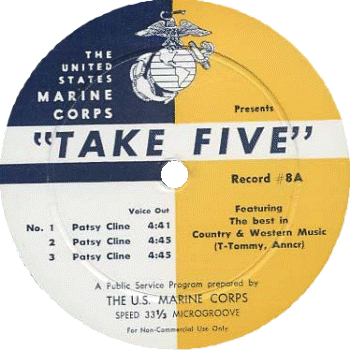 THE
UNITED
STATES
MARINE
CORPS
Presents
"TAKE FIVE"
Record #8A
Voice Out
No. 1 Patsy Cline 4:41
2 Patsy Cline 4:45
3 Patsy Cline 4:45
Featuring
The best in
Country & Western Music
(T-Tommy, Anncr)
A Public Service Program prepared by
THE U.S. MARINE CORPS
SPEED 33⅓ MICROGROOVE
For Non-Commercial Use Only